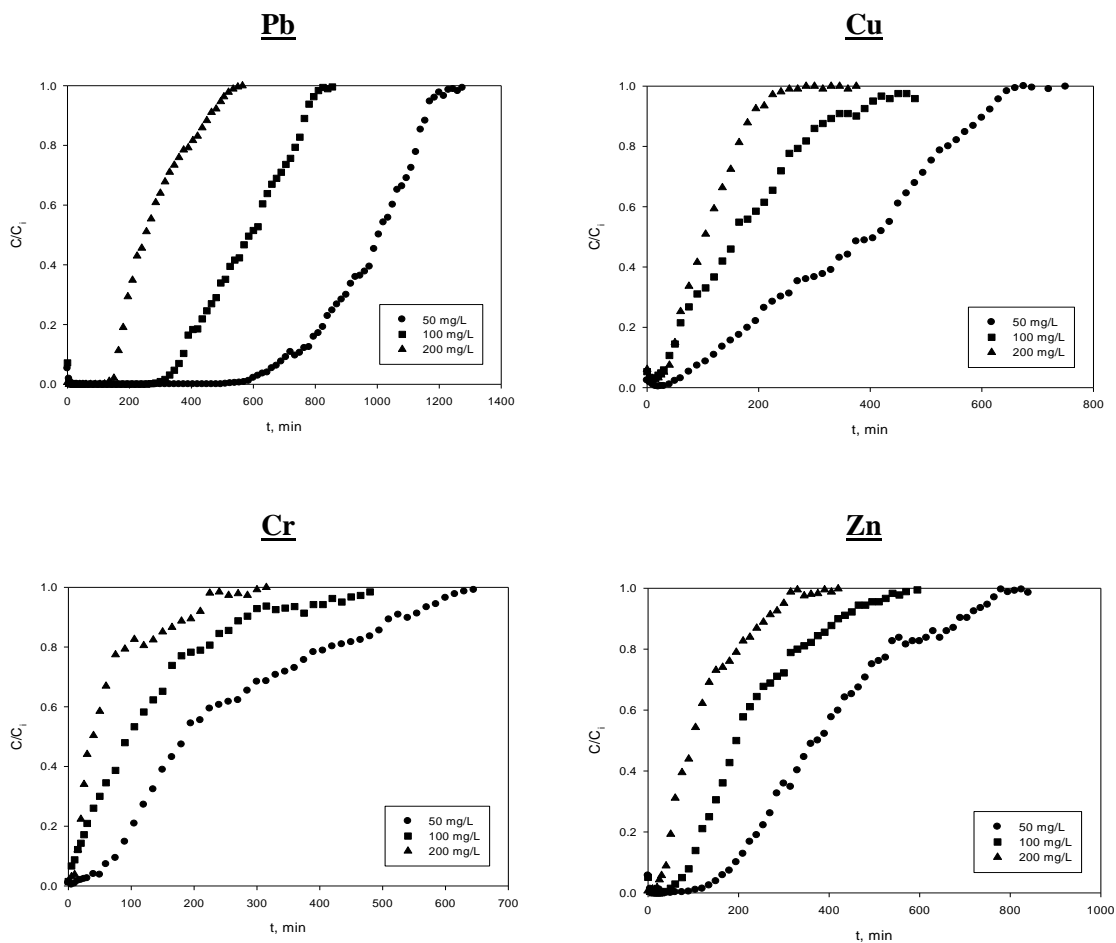 Pb
1.0
0.8
0.6
0.4
0.2
0.0
C/Ci
0 200 400 600 800 1000 1200 1400
t, min
50 mg/L
100 mg/L
200 mg/L
Cu
1.0
0.8
0.6
0.4
0.2
0.0
C/Ci
0 200 400 600 800
t, min
50 mg/L
100 mg/L
200 mg/L
Cr
1.0
0.8
0.6
0.4
0.2
0.0
C/Ci
0 100 200 300 400 500 600 700
t, min
50 mg/L
100 mg/L
200 mg/L
Zn
1.0
0.8
0.6
0.4
0.2
0.0
C/Ci
0 200 400 600 800 1000
t, min
50 mg/L
100 mg/L
200 mg/L